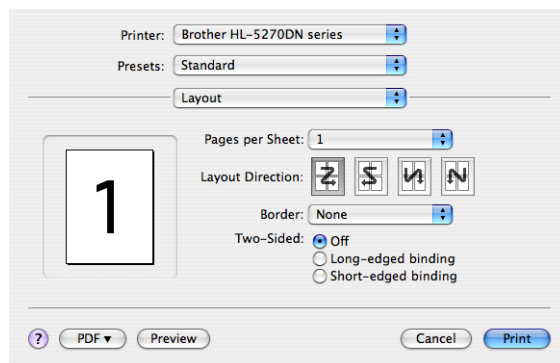 Printer: Brother HL-5270DN series
Presets: Standard
Layout
Pages per Sheet: 1
Layout Direction:
Border: None
Two-Sided: Off
Long-edged binding
Short-edged binding
1
? PDF ▼ Preview Cancel Print